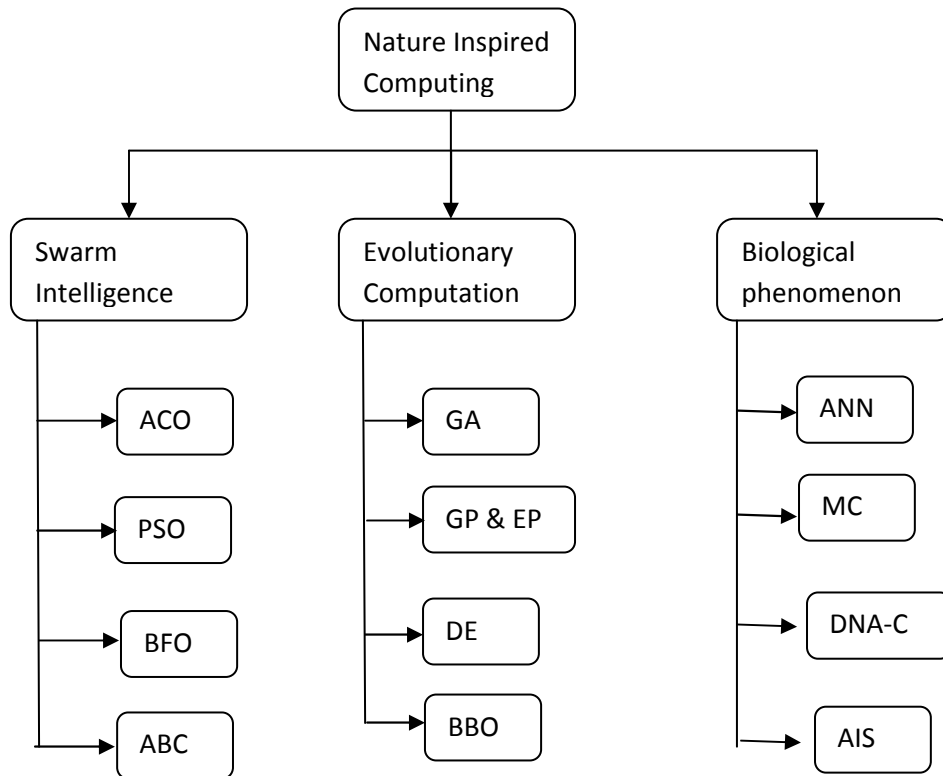 Nature Inspired
Computing
Swarm
Intelligence
Evolutionary
Computation
Biological
phenomenon
ACO
PSO
BFO
ABC
GA
GP & EP
DE
BBO
ANN
MC
DNA-C
AIS